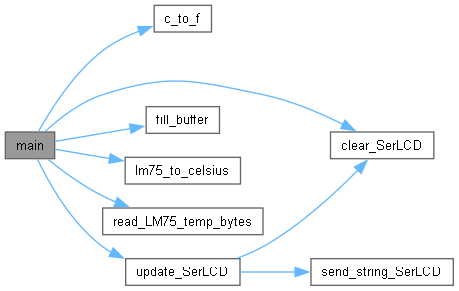 c_to_f
fill_buffer
clear_SerLCD
main
lm75_to_celsius
read_LM75_temp_bytes
update_SerLCD
send_string_SerLCD